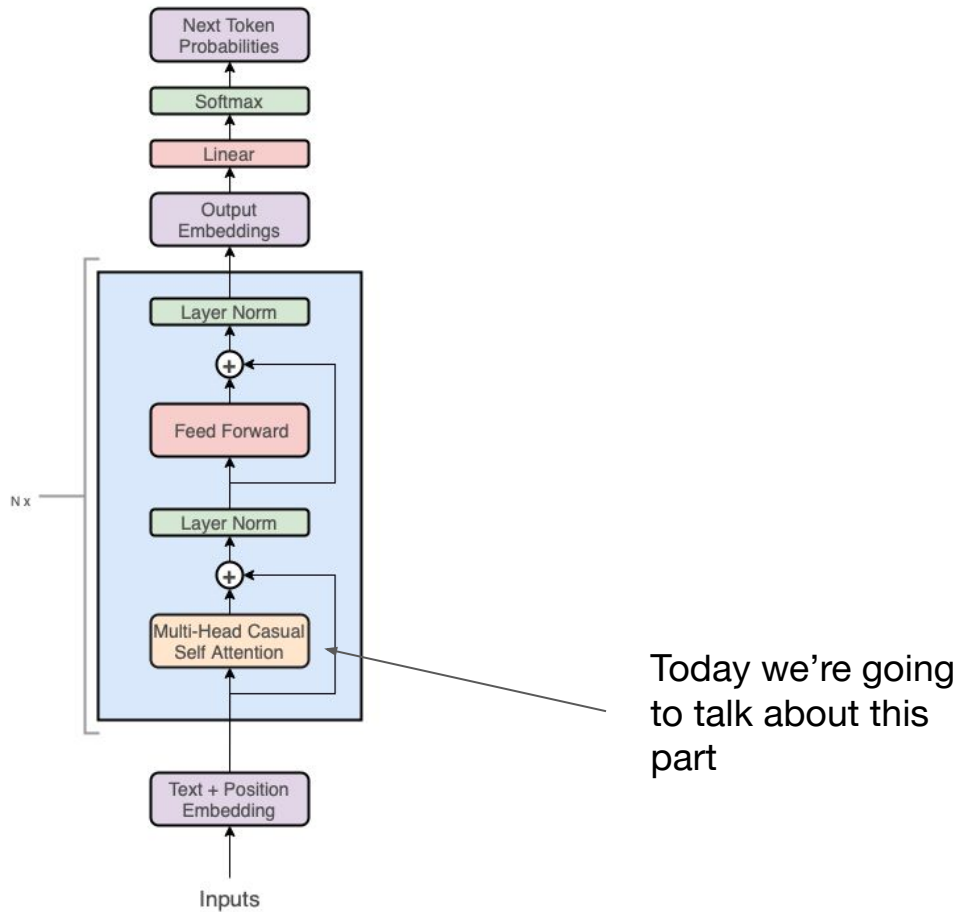 Next Token
Probabilities
Softmax
Linear
Output
Embeddings
Layer Norm
+
Feed Forward
N x
Layer Norm
+
Multi-Head Casual
Self Attention
Today we're going
to talk about this
part
Text + Position
Embedding
Inputs